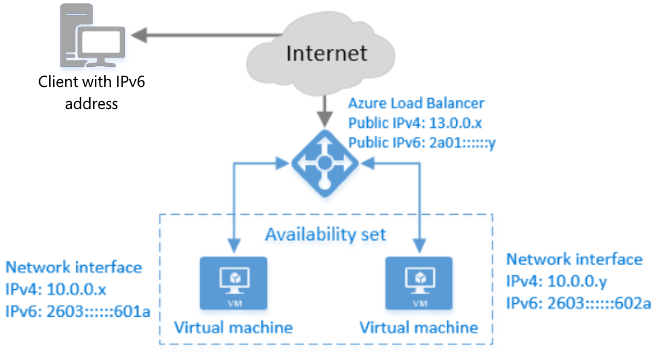 Internet
Client with IPv6
address
Azure Load Balancer
Public IPv4: 13.0.0.x
Public IPv6: 2a01::::::y
Availability set
Network interface
IPv4: 10.0.0.x
IPv6: 2603::::::601a
VM
Virtual machine
VM
Virtual machine
Network interface
IPv4: 10.0.0.y
IPv6: 2603::::::602a